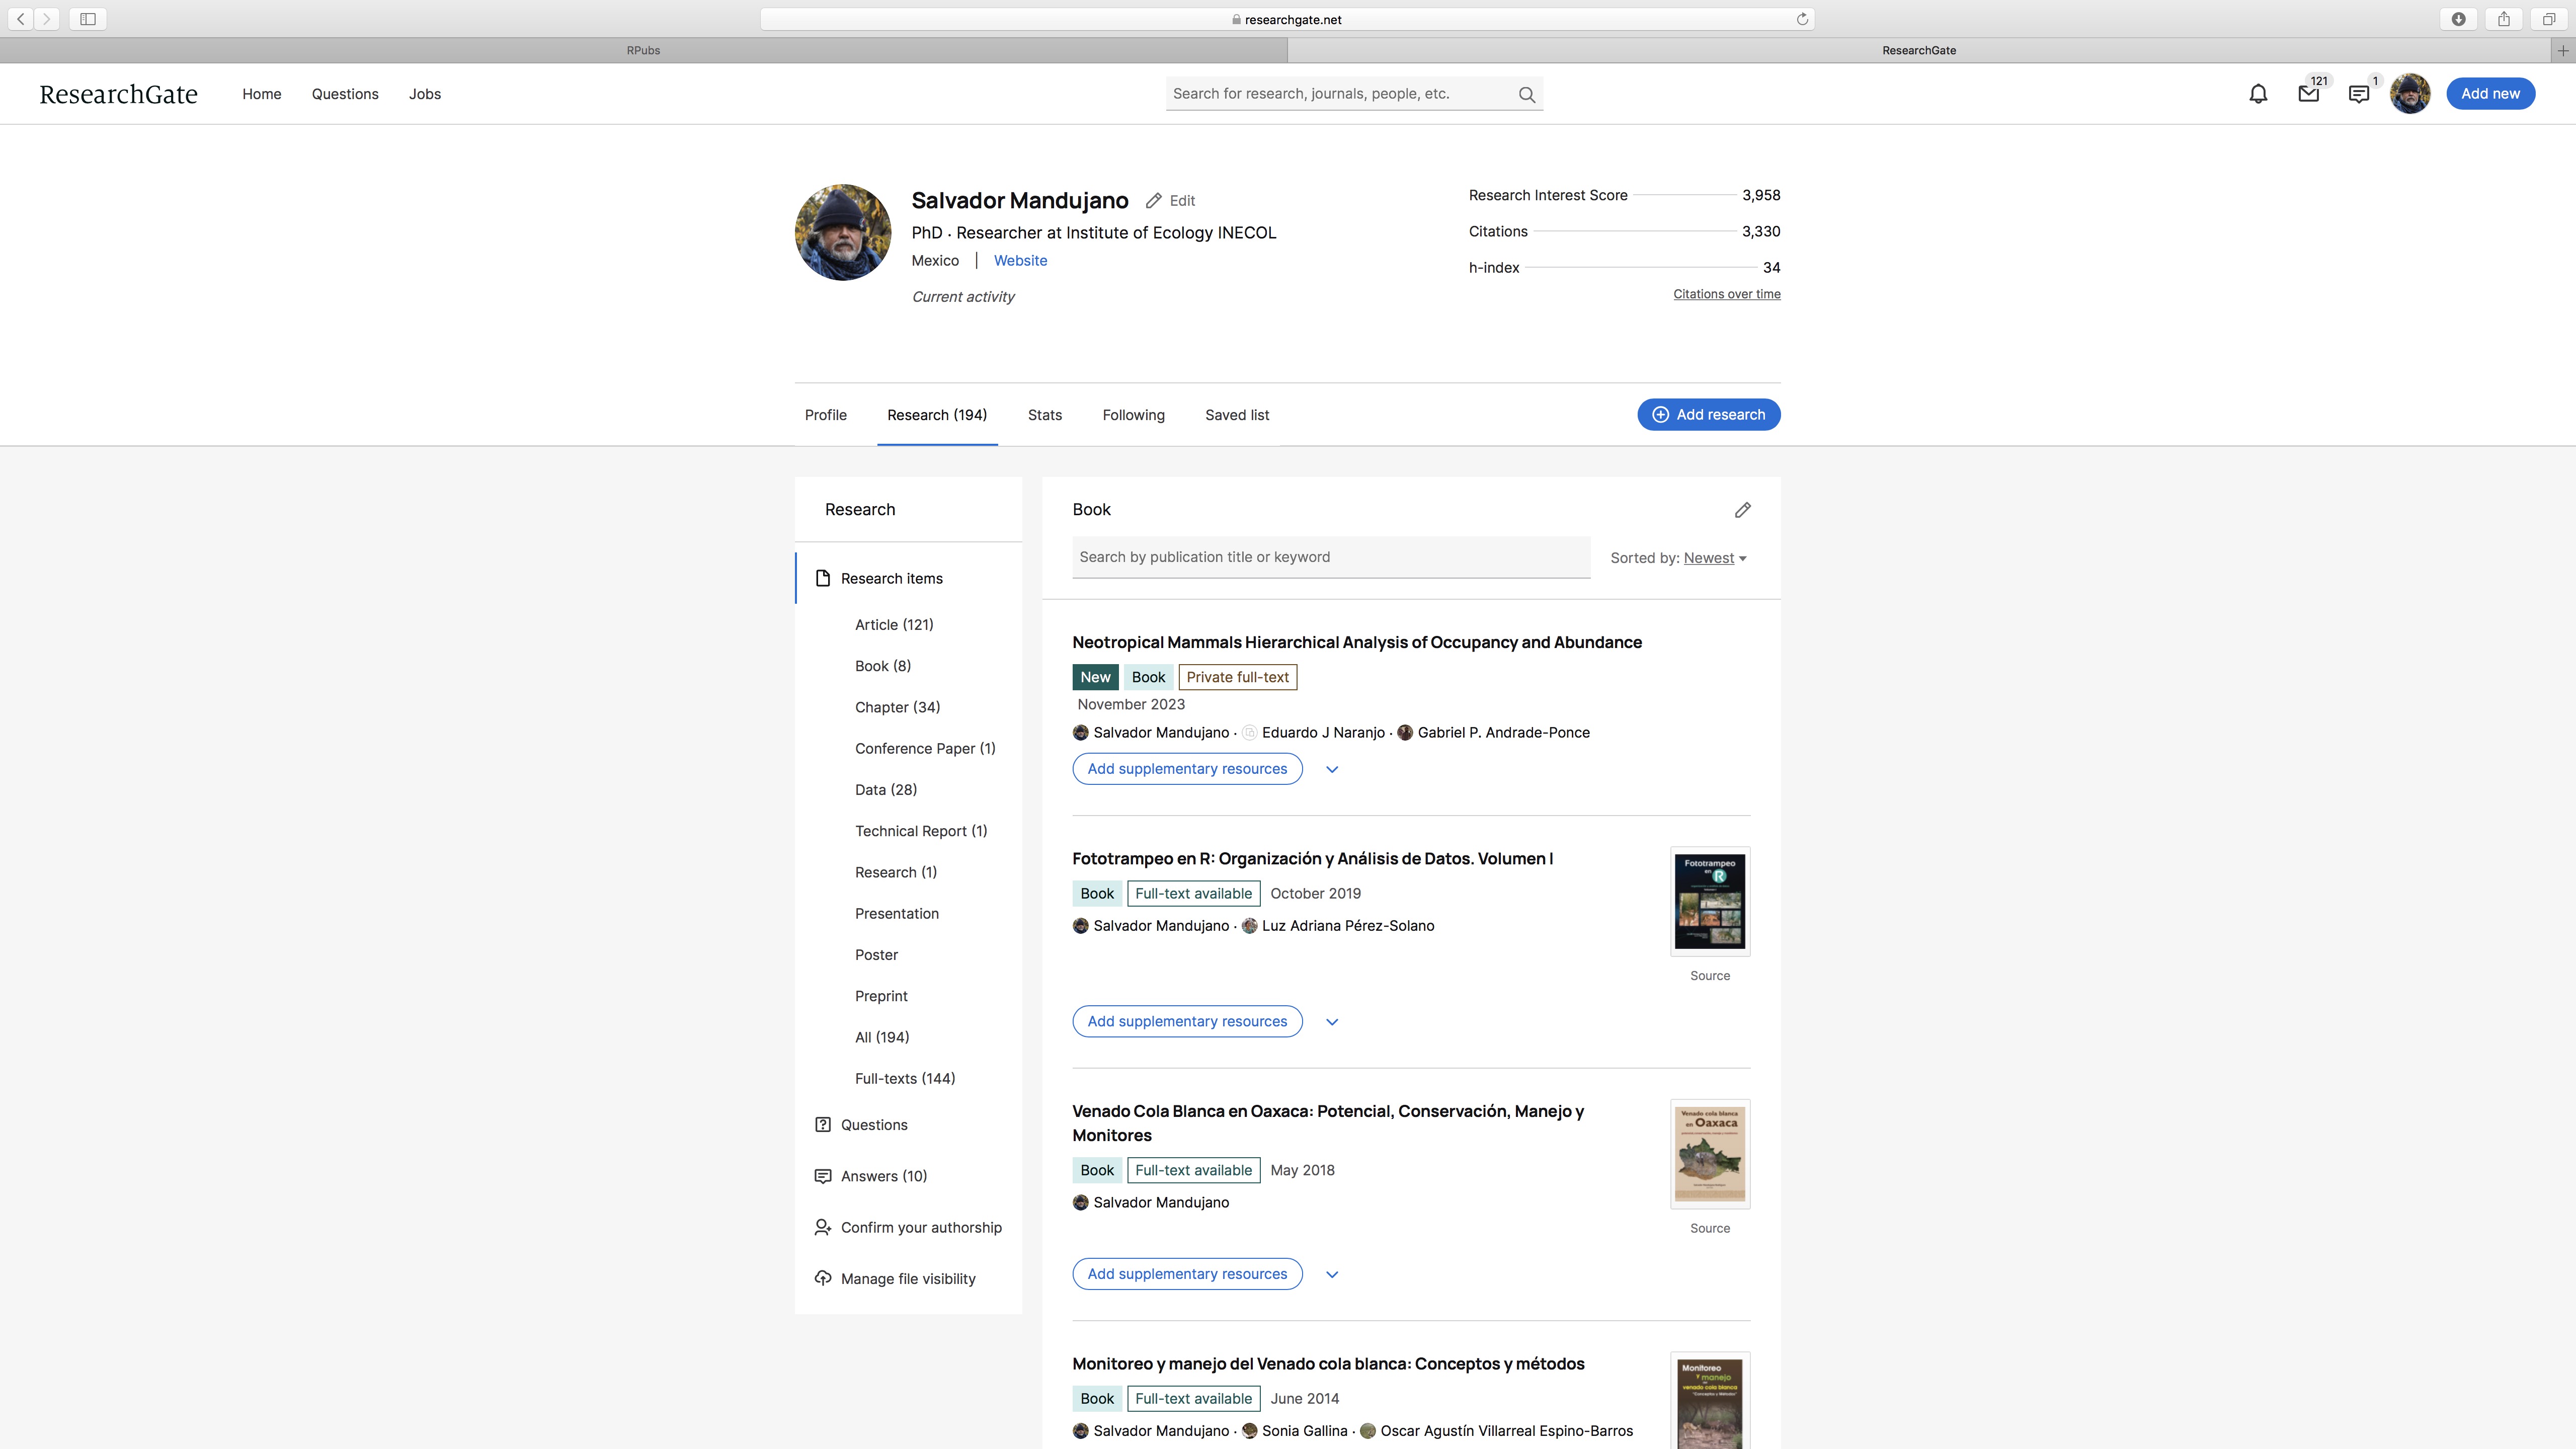 researchgate.net
RPubs
ResearchGate
ResearchGate Home Questions Jobs
Search for research, journals, people, etc.
121
1
Add new
Salvador Mandujano Edit
PhD · Researcher at Institute of Ecology INECOL
Mexico | Website
Current activity
Research Interest Score 3,958
Citations 3,330
h-index 34
Citations over time
Profile Research (194) Stats Following Saved list
Add research
Research
Research items
Article (121)
Book (8)
Chapter (34)
Conference Paper (1)
Data (28)
Technical Report (1)
Research (1)
Presentation
Poster
Preprint
All (194)
Full-texts (144)
Questions
Answers (10)
Confirm your authorship
Manage file visibility
Book
Search by publication title or keyword
Sorted by: Newest
Neotropical Mammals Hierarchical Analysis of Occupancy and Abundance
New Book Private full-text
November 2023
Salvador Mandujano · Eduardo J Naranjo · Gabriel P. Andrade-Ponce
Add supplementary resources
Fototrampeo en R: Organización y Análisis de Datos. Volumen I
Book Full-text available October 2019
Salvador Mandujano · Luz Adriana Pérez-Solano
Fototrampeo
en
R
Source
Add supplementary resources
Venado Cola Blanca en Oaxaca: Potencial, Conservación, Manejo y
Monitores
Book Full-text available May 2018
Salvador Mandujano
Venado cola blanca
en Oaxaca
Source
Add supplementary resources
Monitoreo y manejo del Venado cola blanca: Conceptos y métodos
Book Full-text available June 2014
Salvador Mandujano · Sonia Gallina · Oscar Agustín Villarreal Espino-Barros
Monitoreo
y manejo
del
venado cola blanca
"Conceptos y Métodos"